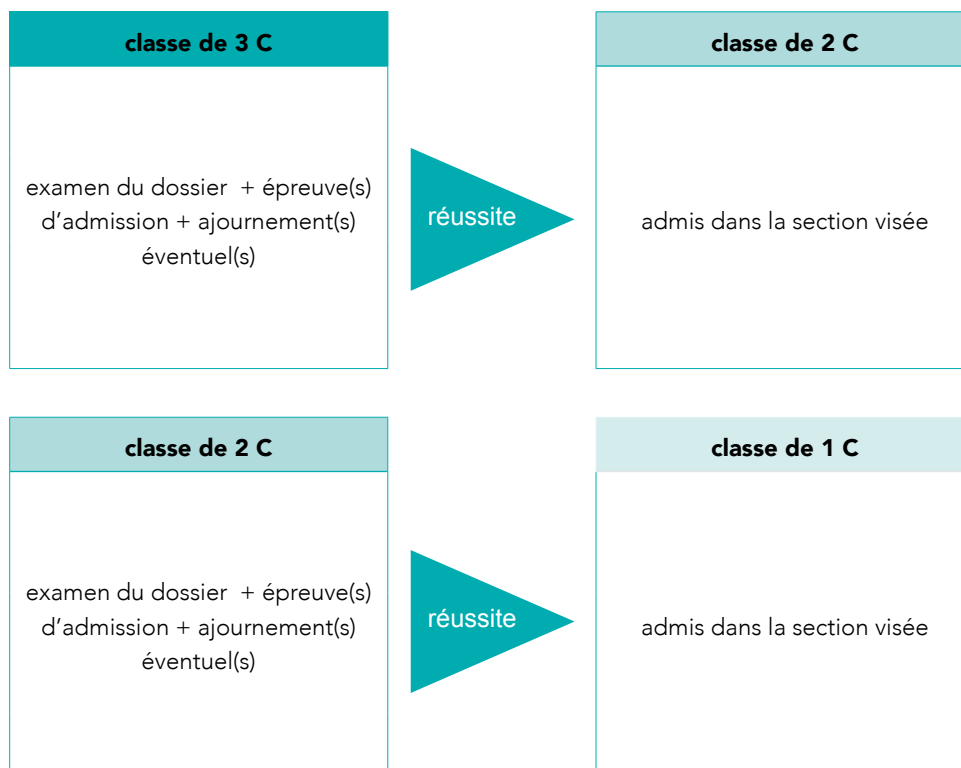 classe de 3 C
examen du dossier + épreuve(s)
d'admission + ajournement(s)
éventuel(s)
réussite
classe de 2 C
admis dans la section visée
classe de 2 C
examen du dossier + épreuve(s)
d'admission + ajournement(s)
éventuel(s)
réussite
classe de 1 C
admis dans la section visée